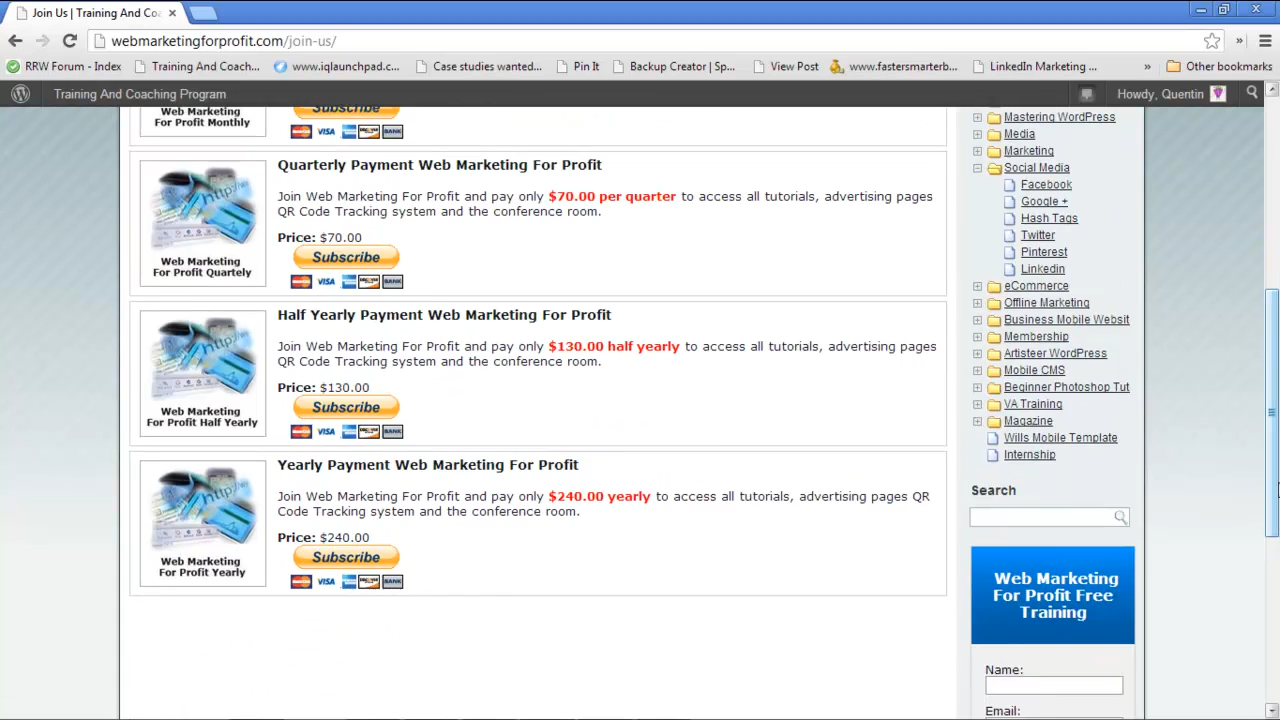 Join Us | Training And Coa
webmarketingforprofit.com/join-us/
RRW Forum - Index
Training And Coach...
www.iqlaunchpad.c...
Case studies wanted...
Pin It
Backup Creator | Sp...
View Post
www.fastersmarterb...
LinkedIn Marketing ...
Other bookmarks
Training And Coaching Program
Howdy, Quentin
Web Marketing
For Profit Monthly
Subscribe
Quarterly Payment Web Marketing For Profit
Join Web Marketing For Profit and pay only $70.00 per quarter to access all tutorials, advertising pages
QR Code Tracking system and the conference room.
Price: $70.00
Subscribe
VISA
BANK
Web Marketing
For Profit Quartely
Half Yearly Payment Web Marketing For Profit
Join Web Marketing For Profit and pay only $130.00 half yearly to access all tutorials, advertising pages
QR Code Tracking system and the conference room.
Price: $130.00
Subscribe
VISA
BANK
Web Marketing
For Profit Half Yearly
Yearly Payment Web Marketing For Profit
Join Web Marketing For Profit and pay only $240.00 yearly to access all tutorials, advertising pages QR
Code Tracking system and the conference room.
Price: $240.00
Subscribe
VISA
BANK
Web Marketing
For Profit Yearly
Mastering WordPress
Media
Marketing
Social Media
Facebook
Google +
Hash Tags
Twitter
Pinterest
Linkedin
eCommerce
Offline Marketing
Business Mobile Websit
Membership
Artisteer WordPress
Mobile CMS
Beginner Photoshop Tut
VA Training
Magazine
Wills Mobile Template
Internship
Search
Web Marketing
For Profit Free
Training
Name:
Email: